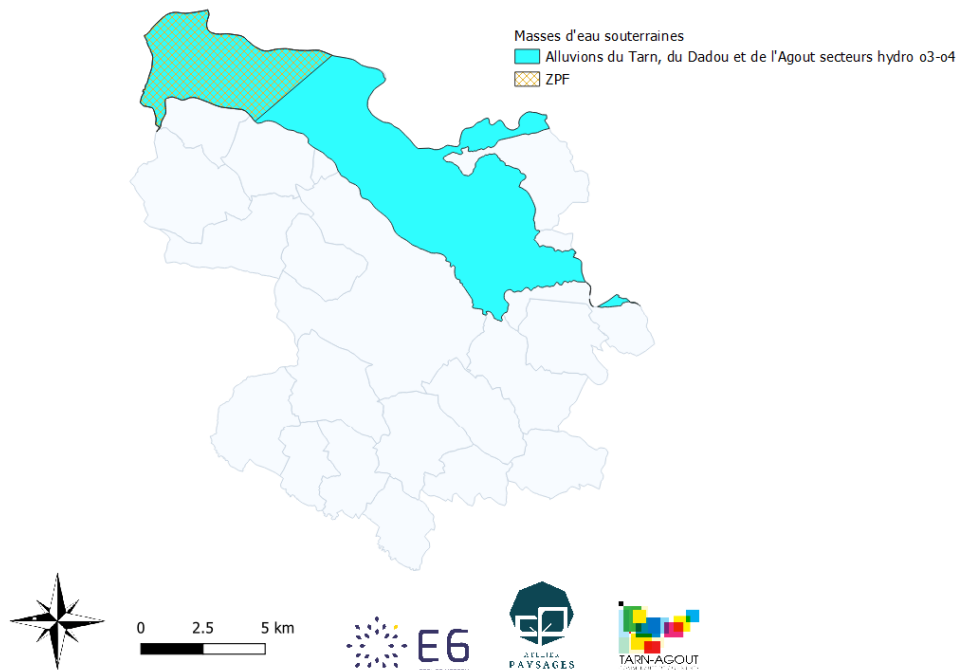 Masses d'eau souterraines
Alluvions du Tarn, du Dadou et de l'Agout secteurs hydro o3-o4
ZPF
0 2.5 5 km
E6
ATELIER
PAYSAGES
TARN-AGOUT